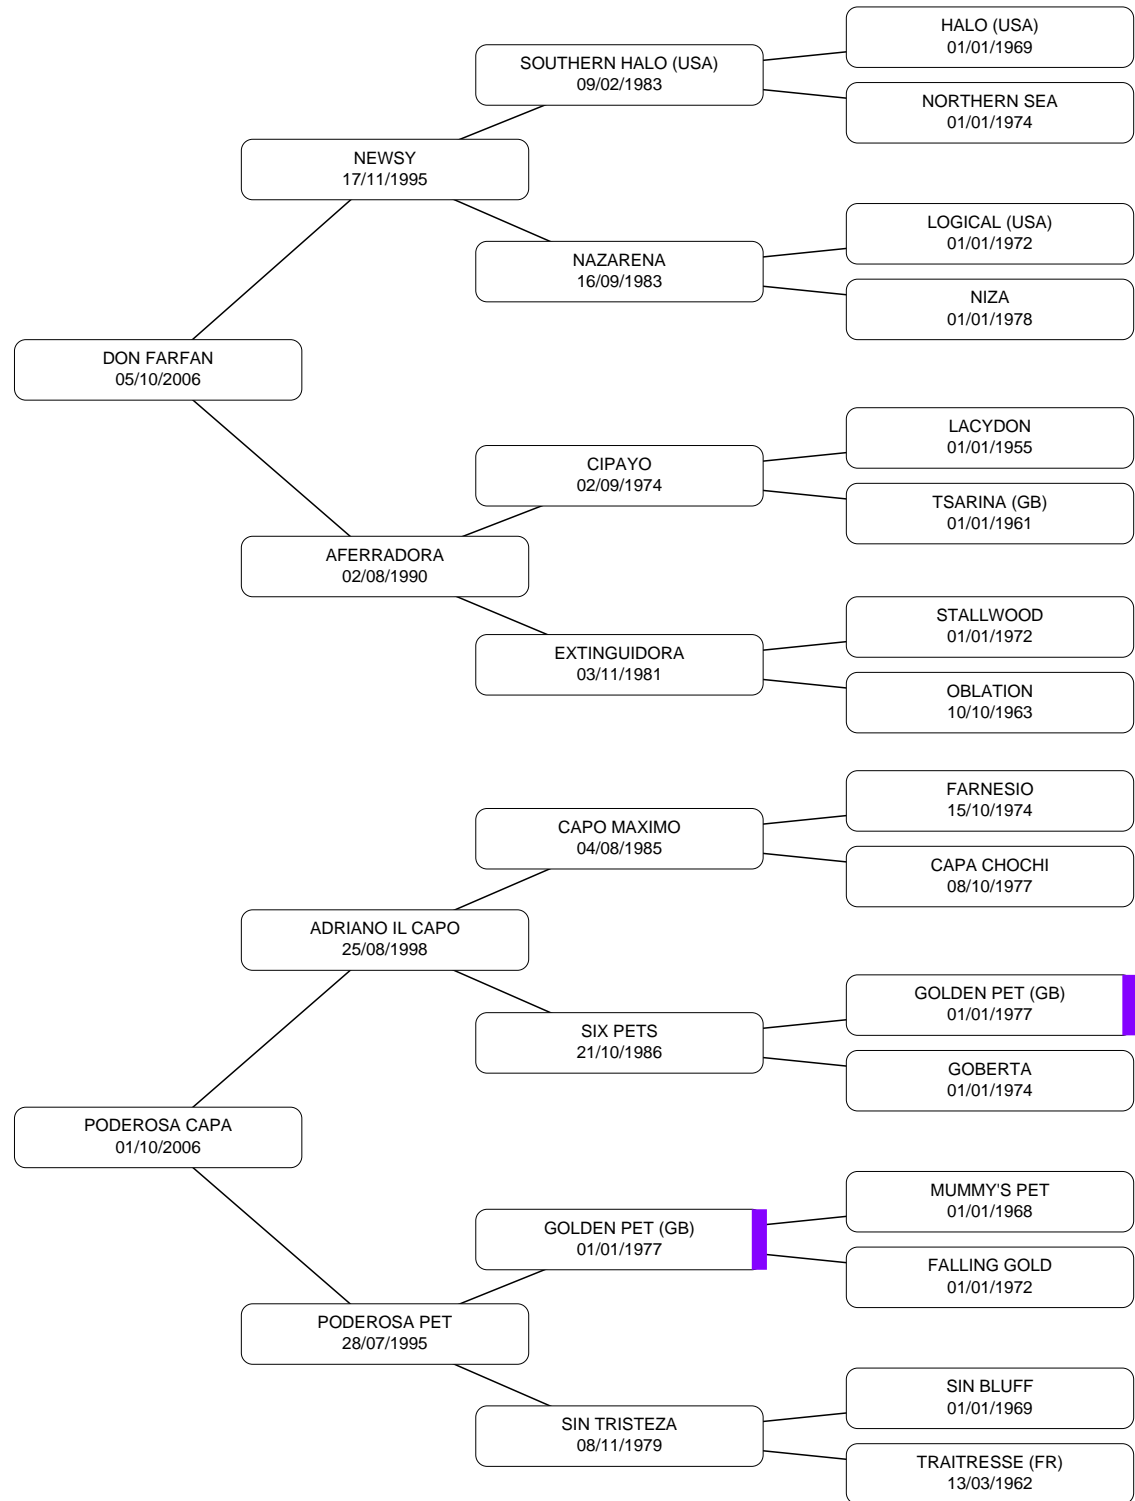 HALO (USA)
01/01/1969
SOUTHERN HALO (USA)
09/02/1983
NORTHERN SEA
01/01/1974
NEWSY
17/11/1995
LOGICAL (USA)
01/01/1972
NAZARENA
16/09/1983
NIZA
01/01/1978
DON FARFAN
05/10/2006
LACYDON
01/01/1955
CIPAYO
02/09/1974
TSARINA (GB)
01/01/1961
AFERRADORA
02/08/1990
STALLWOOD
01/01/1972
EXTINGUIDORA
03/11/1981
OBLATION
10/10/1963
FARNESIO
15/10/1974
CAPO MAXIMO
04/08/1985
CAPA CHOCHI
08/10/1977
ADRIANO IL CAPO
25/08/1998
GOLDEN PET (GB)
01/01/1977
SIX PETS
21/10/1986
GOBERTA
01/01/1974
PODEROSA CAPA
01/10/2006
MUMMY'S PET
01/01/1968
GOLDEN PET (GB)
01/01/1977
FALLING GOLD
01/01/1972
PODEROSA PET
28/07/1995
SIN BLUFF
01/01/1969
SIN TRISTEZA
08/11/1979
TRAITRESSE (FR)
13/03/1962